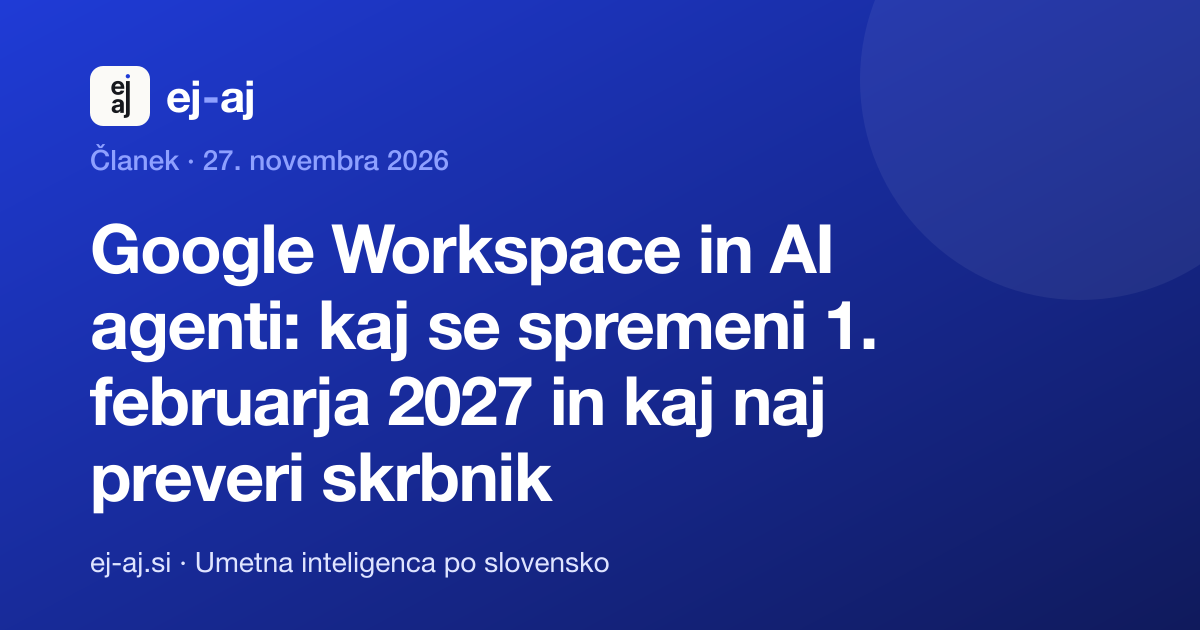 ej
aj
ej-aj
Članek · 27. novembra 2026
Google Workspace in AI
agenti: kaj se spremeni 1.
februarja 2027 in kaj naj
preveri skrbnik
ej-aj.si · Umetna inteligenca po slovensko